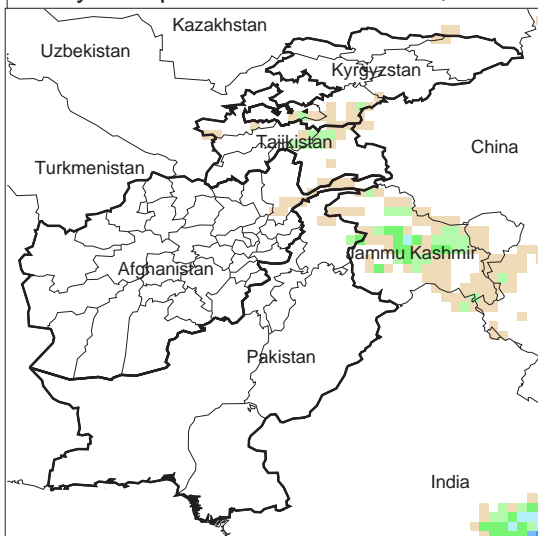 Kazakhstan
Uzbekistan
Kyrgyzstan
Tajikistan
China
Turkmenistan
Jammu Kashmir
Afghanistan
Pakistan
India